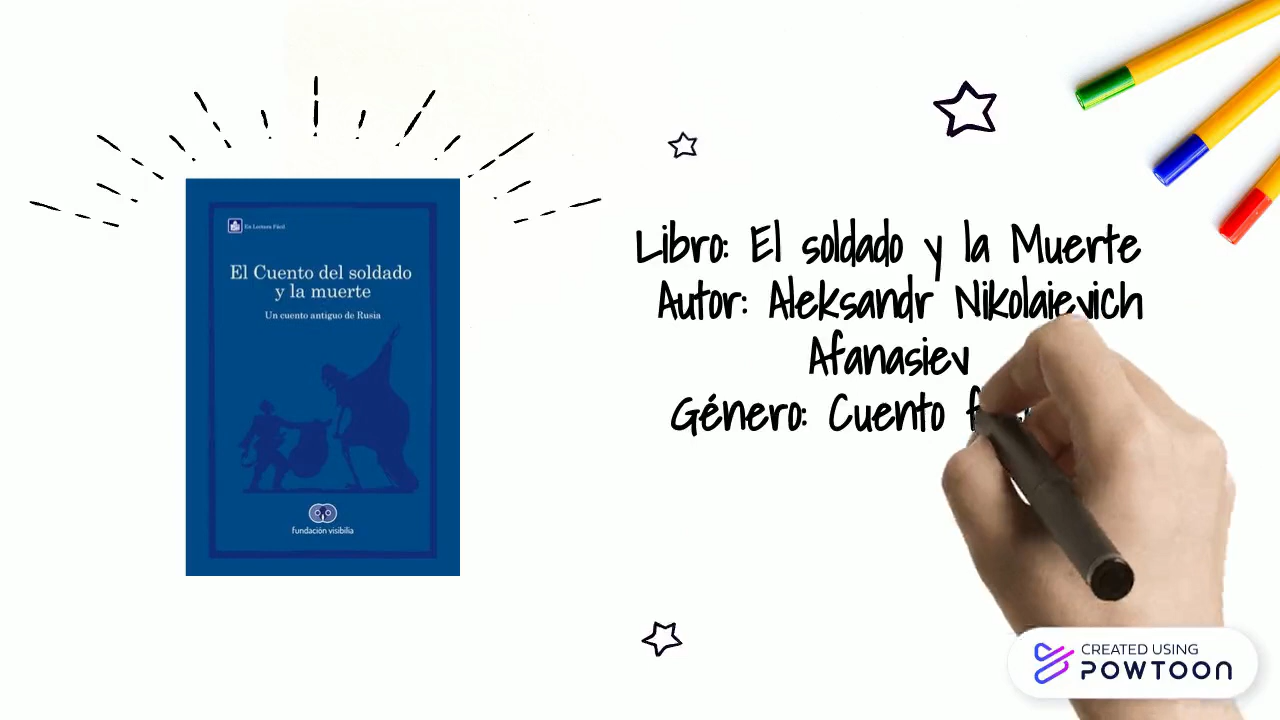 En Lectura Fácil
El Cuento del soldado
y la muerte
Un cuento antiguo de Rusia
fundación visibilia
Libro: El soldado y la Muerte
Autor: Aleksandr Nikolaievich
Afanasiev
Género: Cuento
CREATED USING
POWTOON